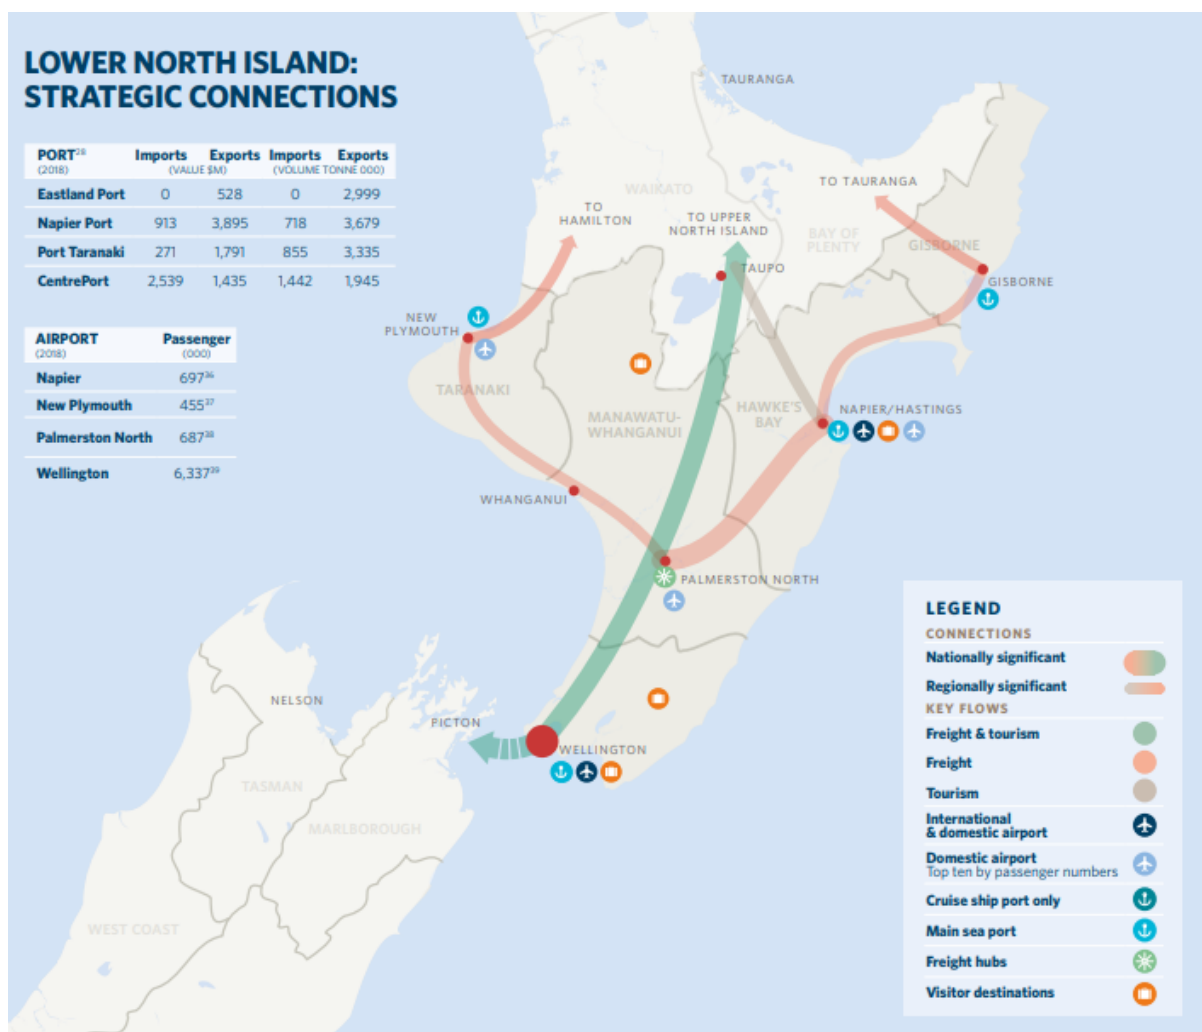 LOWER NORTH ISLAND:
STRATEGIC CONNECTIONS
PORT28 Imports Exports Imports Exports
(2018) (VALUE $M) (VOLUME TONNE 000)
Eastland Port 0 528 0 2,999
Napier Port 913 3,895 718 3,679
Port Taranaki 271 1,791 855 3,335
CentrePort 2,539 1,435 1,442 1,945
AIRPORT Passenger
(2018) (000)
Napier 69736
New Plymouth 45537
Palmerston North 68738
Wellington 6,33739
TAURANGA
WAIKATO
TO TAURANGA
TO
HAMILTON
TO UPPER
NORTH ISLAND
BAY OF
PLENTY
GISBORNE
TAUPO
GISBORNE
NEW
PLYMOUTH
TARANAKI
MANAWATU-
WHANGANUI
HAWKE'S
BAY
NAPIER/HASTINGS
WHANGANUI
PALMERSTON NORTH
NELSON
PICTON
WELLINGTON
TASMAN
MARLBOROUGH
WEST COAST
LEGEND
CONNECTIONS
Nationally significant
Regionally significant
KEY FLOWS
Freight & tourism
Freight
Tourism
International
& domestic airport
Domestic airport
Top ten by passenger numbers
Cruise ship port only
Main sea port
Freight hubs
Visitor destinations